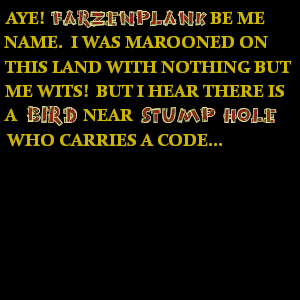 AYE! TARZENPLANK BE ME
NAME. I WAS MAROONED ON
THIS LAND WITH NOTHING BUT
ME WITS! BUT I HEAR THERE IS
A BIRD NEAR STUMP HOLE
WHO CARRIES A CODE...